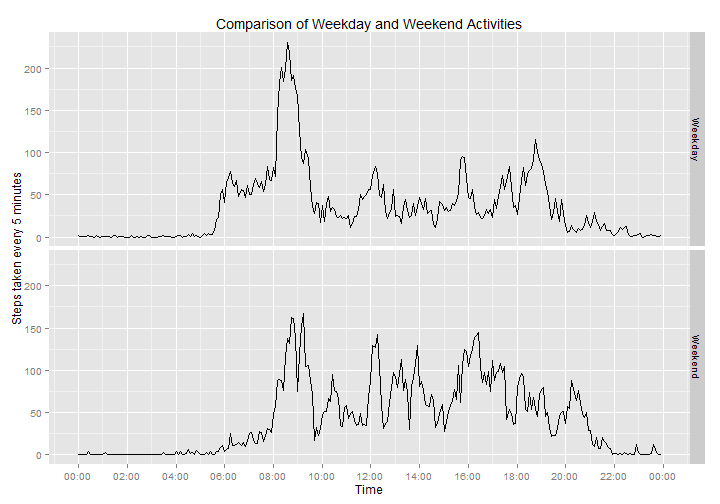 Comparison of Weekday and Weekend Activities
Steps taken every 5 minutes
200
150
100
50
0
Weekday
200
150
100
50
0
Weekend
00:00 02:00 04:00 06:00 08:00 10:00 12:00 14:00 16:00 18:00 20:00 22:00 00:00
Time